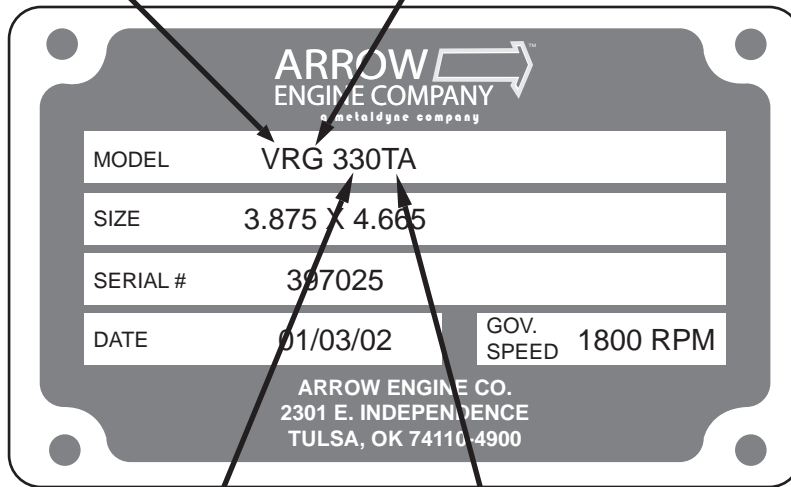 ARROW
™
ENGINE COMPANY
a metaldyne company
MODEL VRG 330TA
SIZE 3.875 X 4.665
SERIAL # 397025
DATE 01/03/02 GOV. SPEED 1800 RPM
ARROW ENGINE CO.
2301 E. INDEPENDENCE
TULSA, OK 74110-4900